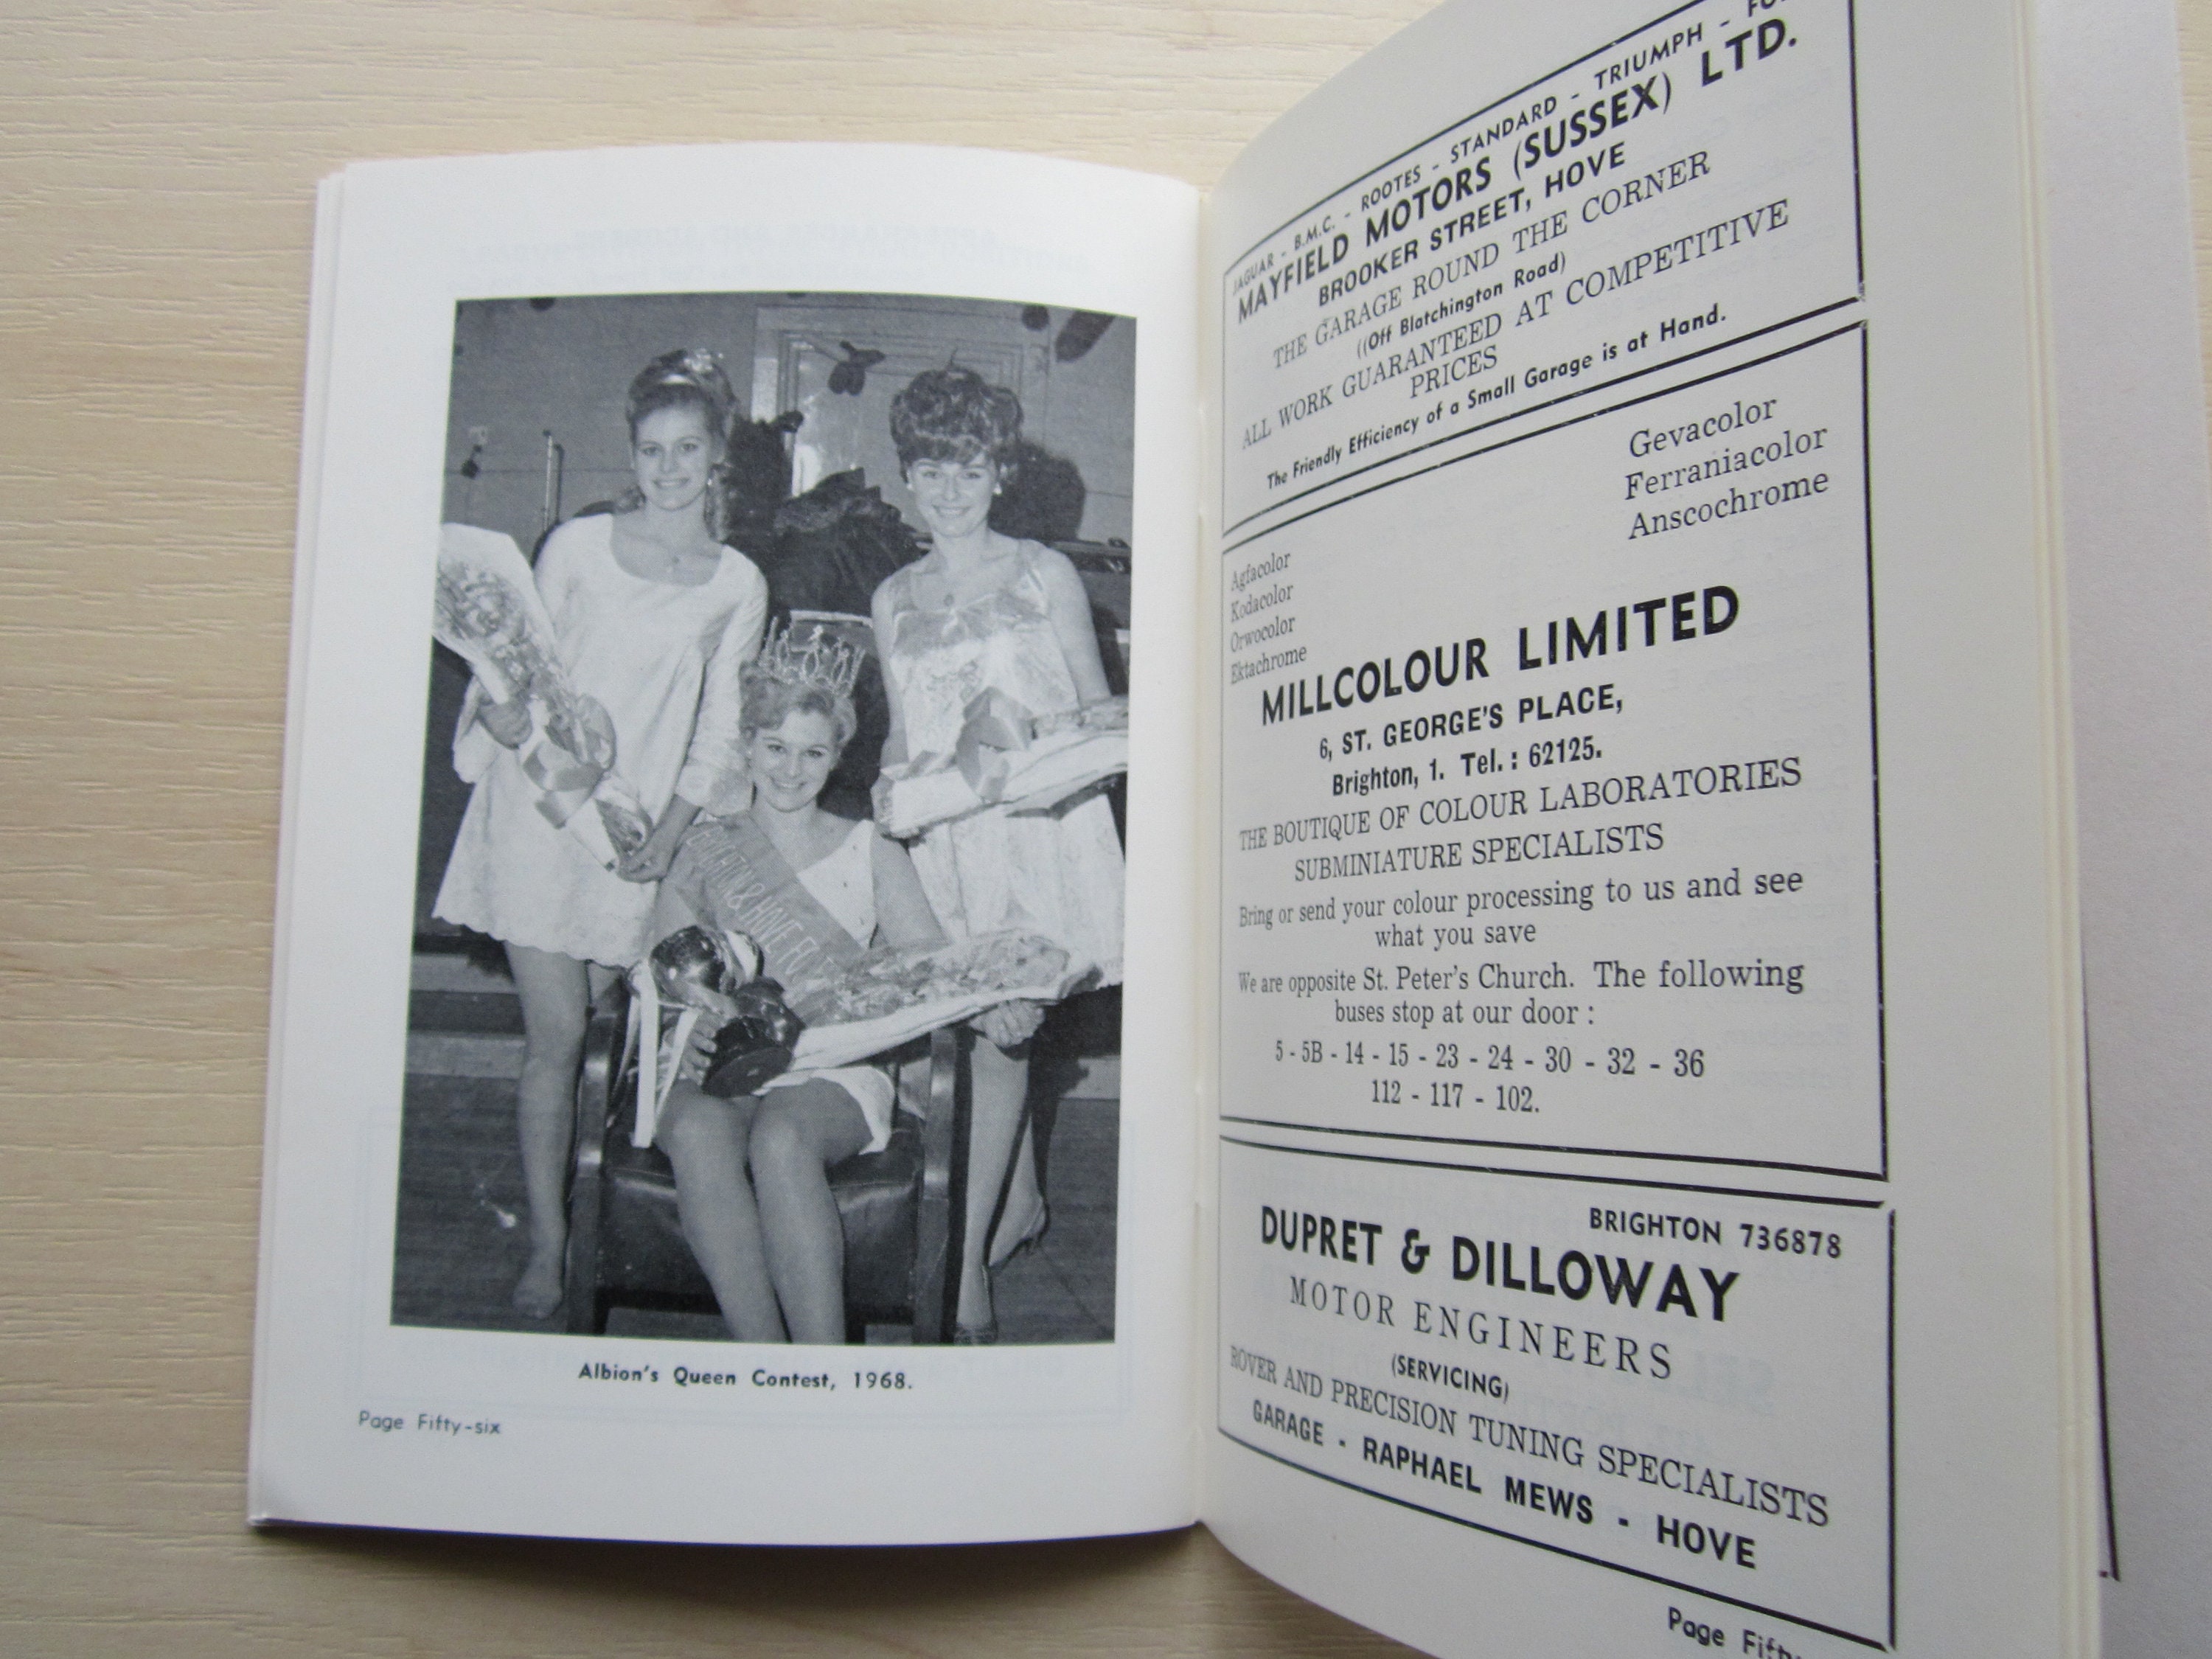 BRIGHTON & HOVE FC
Albion's Queen Contest, 1968.
Page Fifty-six
JAGUAR - B.M.C. - ROOTES - STANDARD - TRIUMPH -
MAYFIELD MOTORS (SUSSEX) LTD.
BROOKER STREET, HOVE
THE GARAGE ROUND THE CORNER
((Off Blatchington Road)
ALL WORK GUARANTEED AT COMPETITIVE
PRICES
The Friendly Efficiency of a Small Garage is at Hand.
Gevacolor
Ferraniacolor
Anscochrome
Agfacolor
Kodacolor
Orwocolor
Ektachrome
MILLCOLOUR LIMITED
6, ST. GEORGE'S PLACE,
Brighton, 1. Tel. : 62125.
THE BOUTIQUE OF COLOUR LABORATORIES
SUBMINIATURE SPECIALISTS
Bring or send your colour processing to us and see
what you save
We are opposite St. Peter's Church. The following
buses stop at our door :
5 - 5B - 14 - 15 - 23 - 24 - 30 - 32 - 36
112 - 117 - 102.
BRIGHTON 736878
DUPRET & DILLOWAY
MOTOR ENGINEERS
(SERVICING)
ROVER AND PRECISION TUNING SPECIALISTS
GARAGE - RAPHAEL MEWS - HOVE
Page